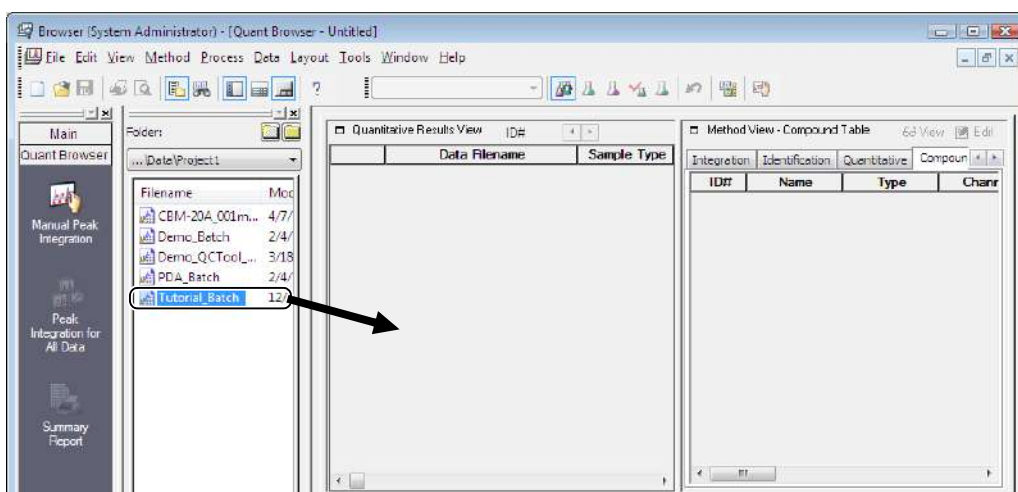 Browser (System Administrator) - [Quant Browser - Untitled]
File Edit View Method Process Data Layout Tools Window Help
Main
Quant Browser
Manual Peak
Integration
Peak
Integration for
All Data
Summary
Report
Folder:
...\Data\Project1
Filename Mod
CBM-20A_001m... 4/7/
Demo_Batch 2/4/
Demo_QCTool_... 3/18
PDA_Batch 2/4/
Tutorial_Batch 12/
Quantitative Results View ID#
Data Filename Sample Type
Method View - Compound Table View Edit
Integration Identification Quantitative Compoun
ID# Name Type Chanr